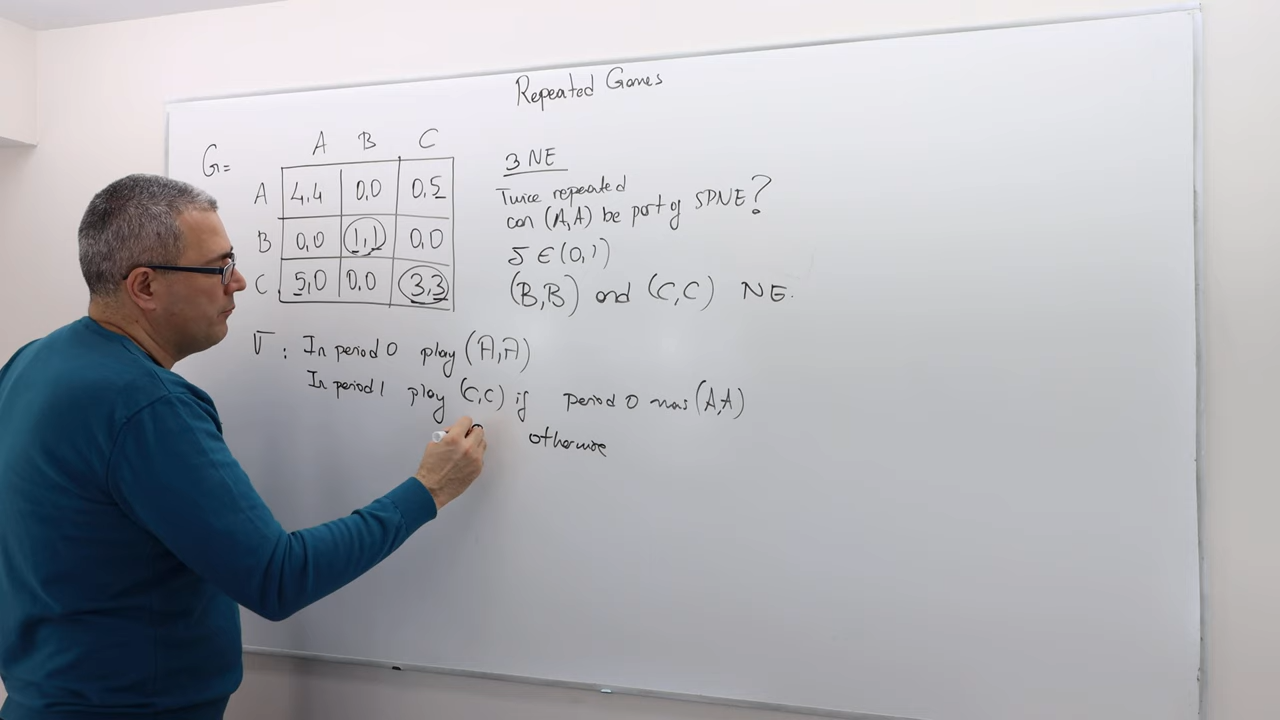 Repeated Games
G=
A B C
A 4,4 0,0 0,5
B 0,0 1,1 0,0
C 5,0 0,0 3,3
3 NE
Twice repeated
can (A,A) be part of SPNE?
δ ∈ (0,1)
(B,B) and (C,C) NE.
σ : In period 0 play (A,A)
In period 1 play (C,C) if period 0 was (A,A)
otherwise